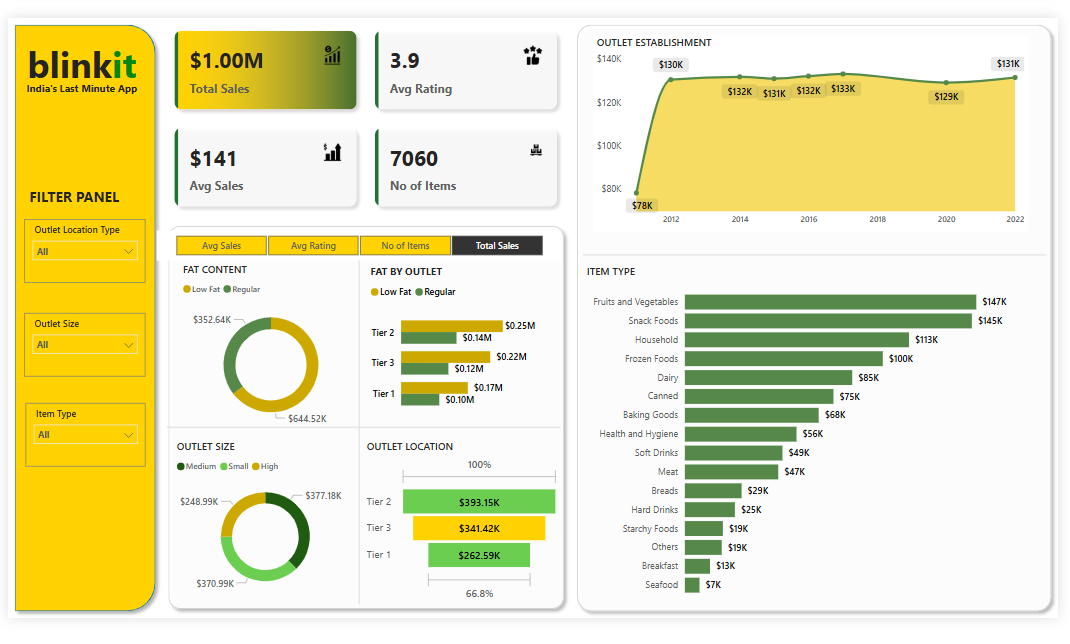 blinkit
India's Last Minute App
FILTER PANEL
Outlet Location Type
All
Outlet Size
All
Item Type
All
$1.00M
Total Sales
3.9
Avg Rating
$141
Avg Sales
7060
No of Items
Avg Sales
Avg Rating
No of Items
Total Sales
FAT CONTENT
Low Fat
Regular
$352.64K
$644.52K
FAT BY OUTLET
Low Fat
Regular
Tier 2
$0.25M
$0.14M
Tier 3
$0.22M
$0.12M
Tier 1
$0.17M
$0.10M
OUTLET SIZE
Medium
Small
High
$248.99K
$377.18K
$370.99K
OUTLET LOCATION
100%
Tier 2
$393.15K
Tier 3
$341.42K
Tier 1
$262.59K
66.8%
OUTLET ESTABLISHMENT
$140K
$120K
$100K
$80K
$78K
$130K
$132K
$131K
$132K
$133K
$129K
$131K
2012
2014
2016
2018
2020
2022
ITEM TYPE
Fruits and Vegetables $147K
Snack Foods $145K
Household $113K
Frozen Foods $100K
Dairy $85K
Canned $75K
Baking Goods $68K
Health and Hygiene $56K
Soft Drinks $49K
Meat $47K
Breads $29K
Hard Drinks $25K
Starchy Foods $19K
Others $19K
Breakfast $13K
Seafood $7K